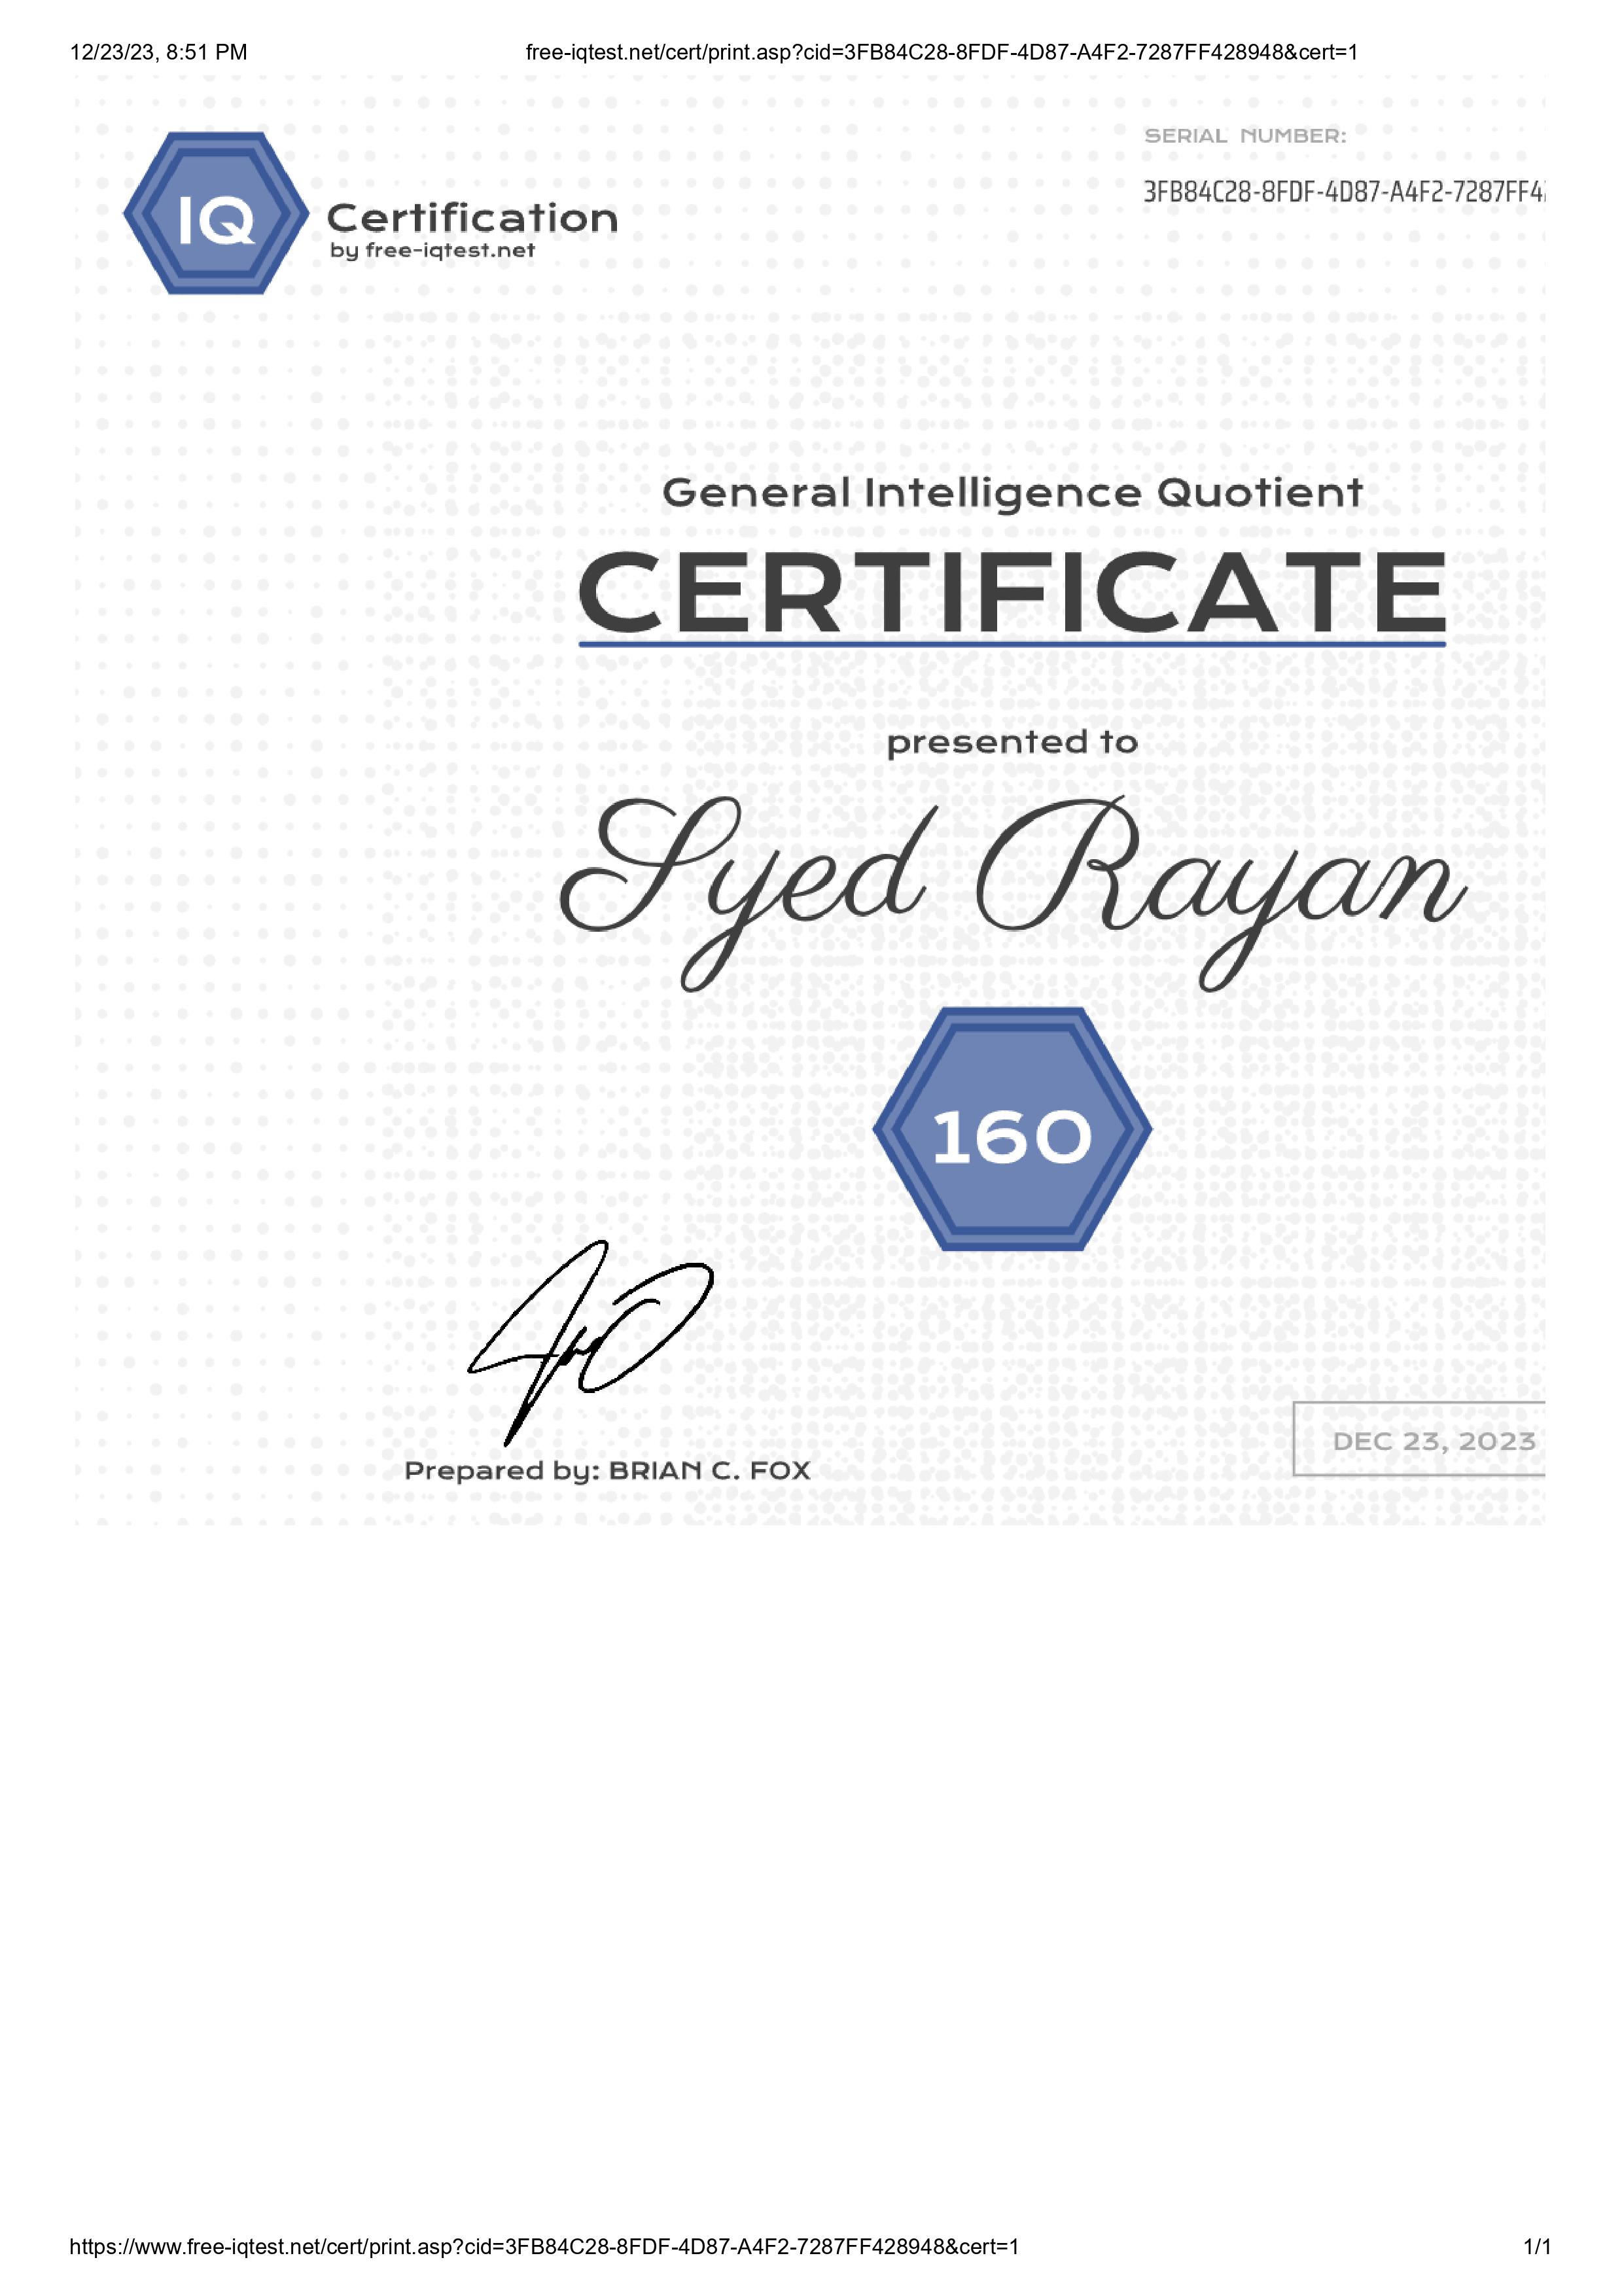 12/23/23, 8:51 PM
free-iqtest.net/cert/print.asp?cid=3FB84C28-8FDF-4D87-A4F2-7287FF428948&cert=1
SERIAL NUMBER:
3FB84C28-8FDF-4D87-A4F2-7287FF4
IQ
Certification
by free-iqtest.net
General Intelligence Quotient
CERTIFICATE
presented to
Syed Rayan
160
Prepared by: BRIAN C. FOX
DEC 23, 2023
https://www.free-iqtest.net/cert/print.asp?cid=3FB84C28-8FDF-4D87-A4F2-7287FF428948&cert=1
1/1